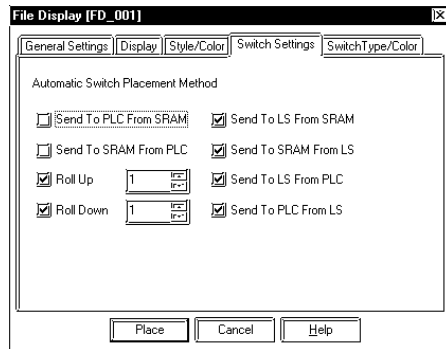 File Display [FD_001]
General Settings Display Style/Color Switch Settings SwitchType/Color
Automatic Switch Placement Method
Send To PLC From SRAM Send To LS From SRAM
Send To SRAM From PLC Send To SRAM From LS
Roll Up 1 Send To LS From PLC
Roll Down 1 Send To PLC From LS
Place Cancel Help